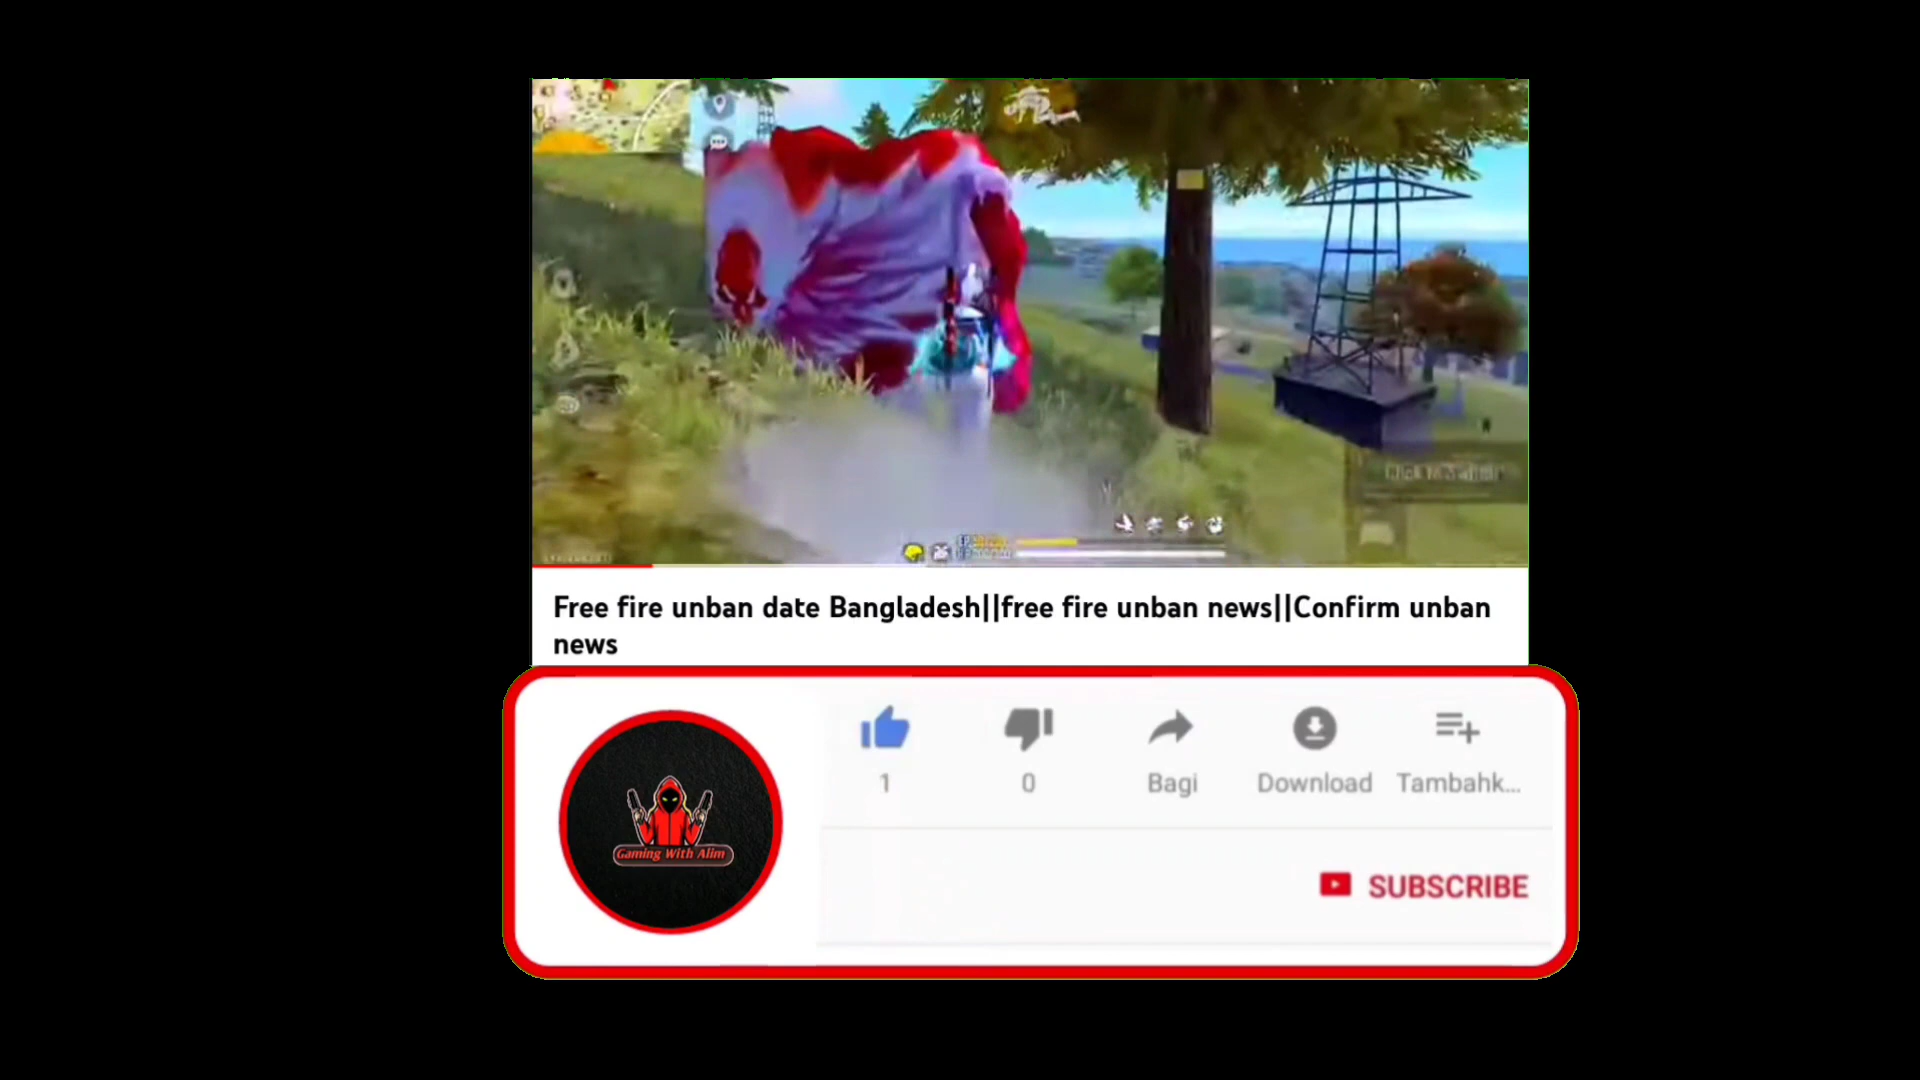 Free fire unban date Bangladesh||free fire unban news||Confirm unban
news
1
0
Bagi
Download
Tambahk...
Gaming With Alim
SUBSCRIBE